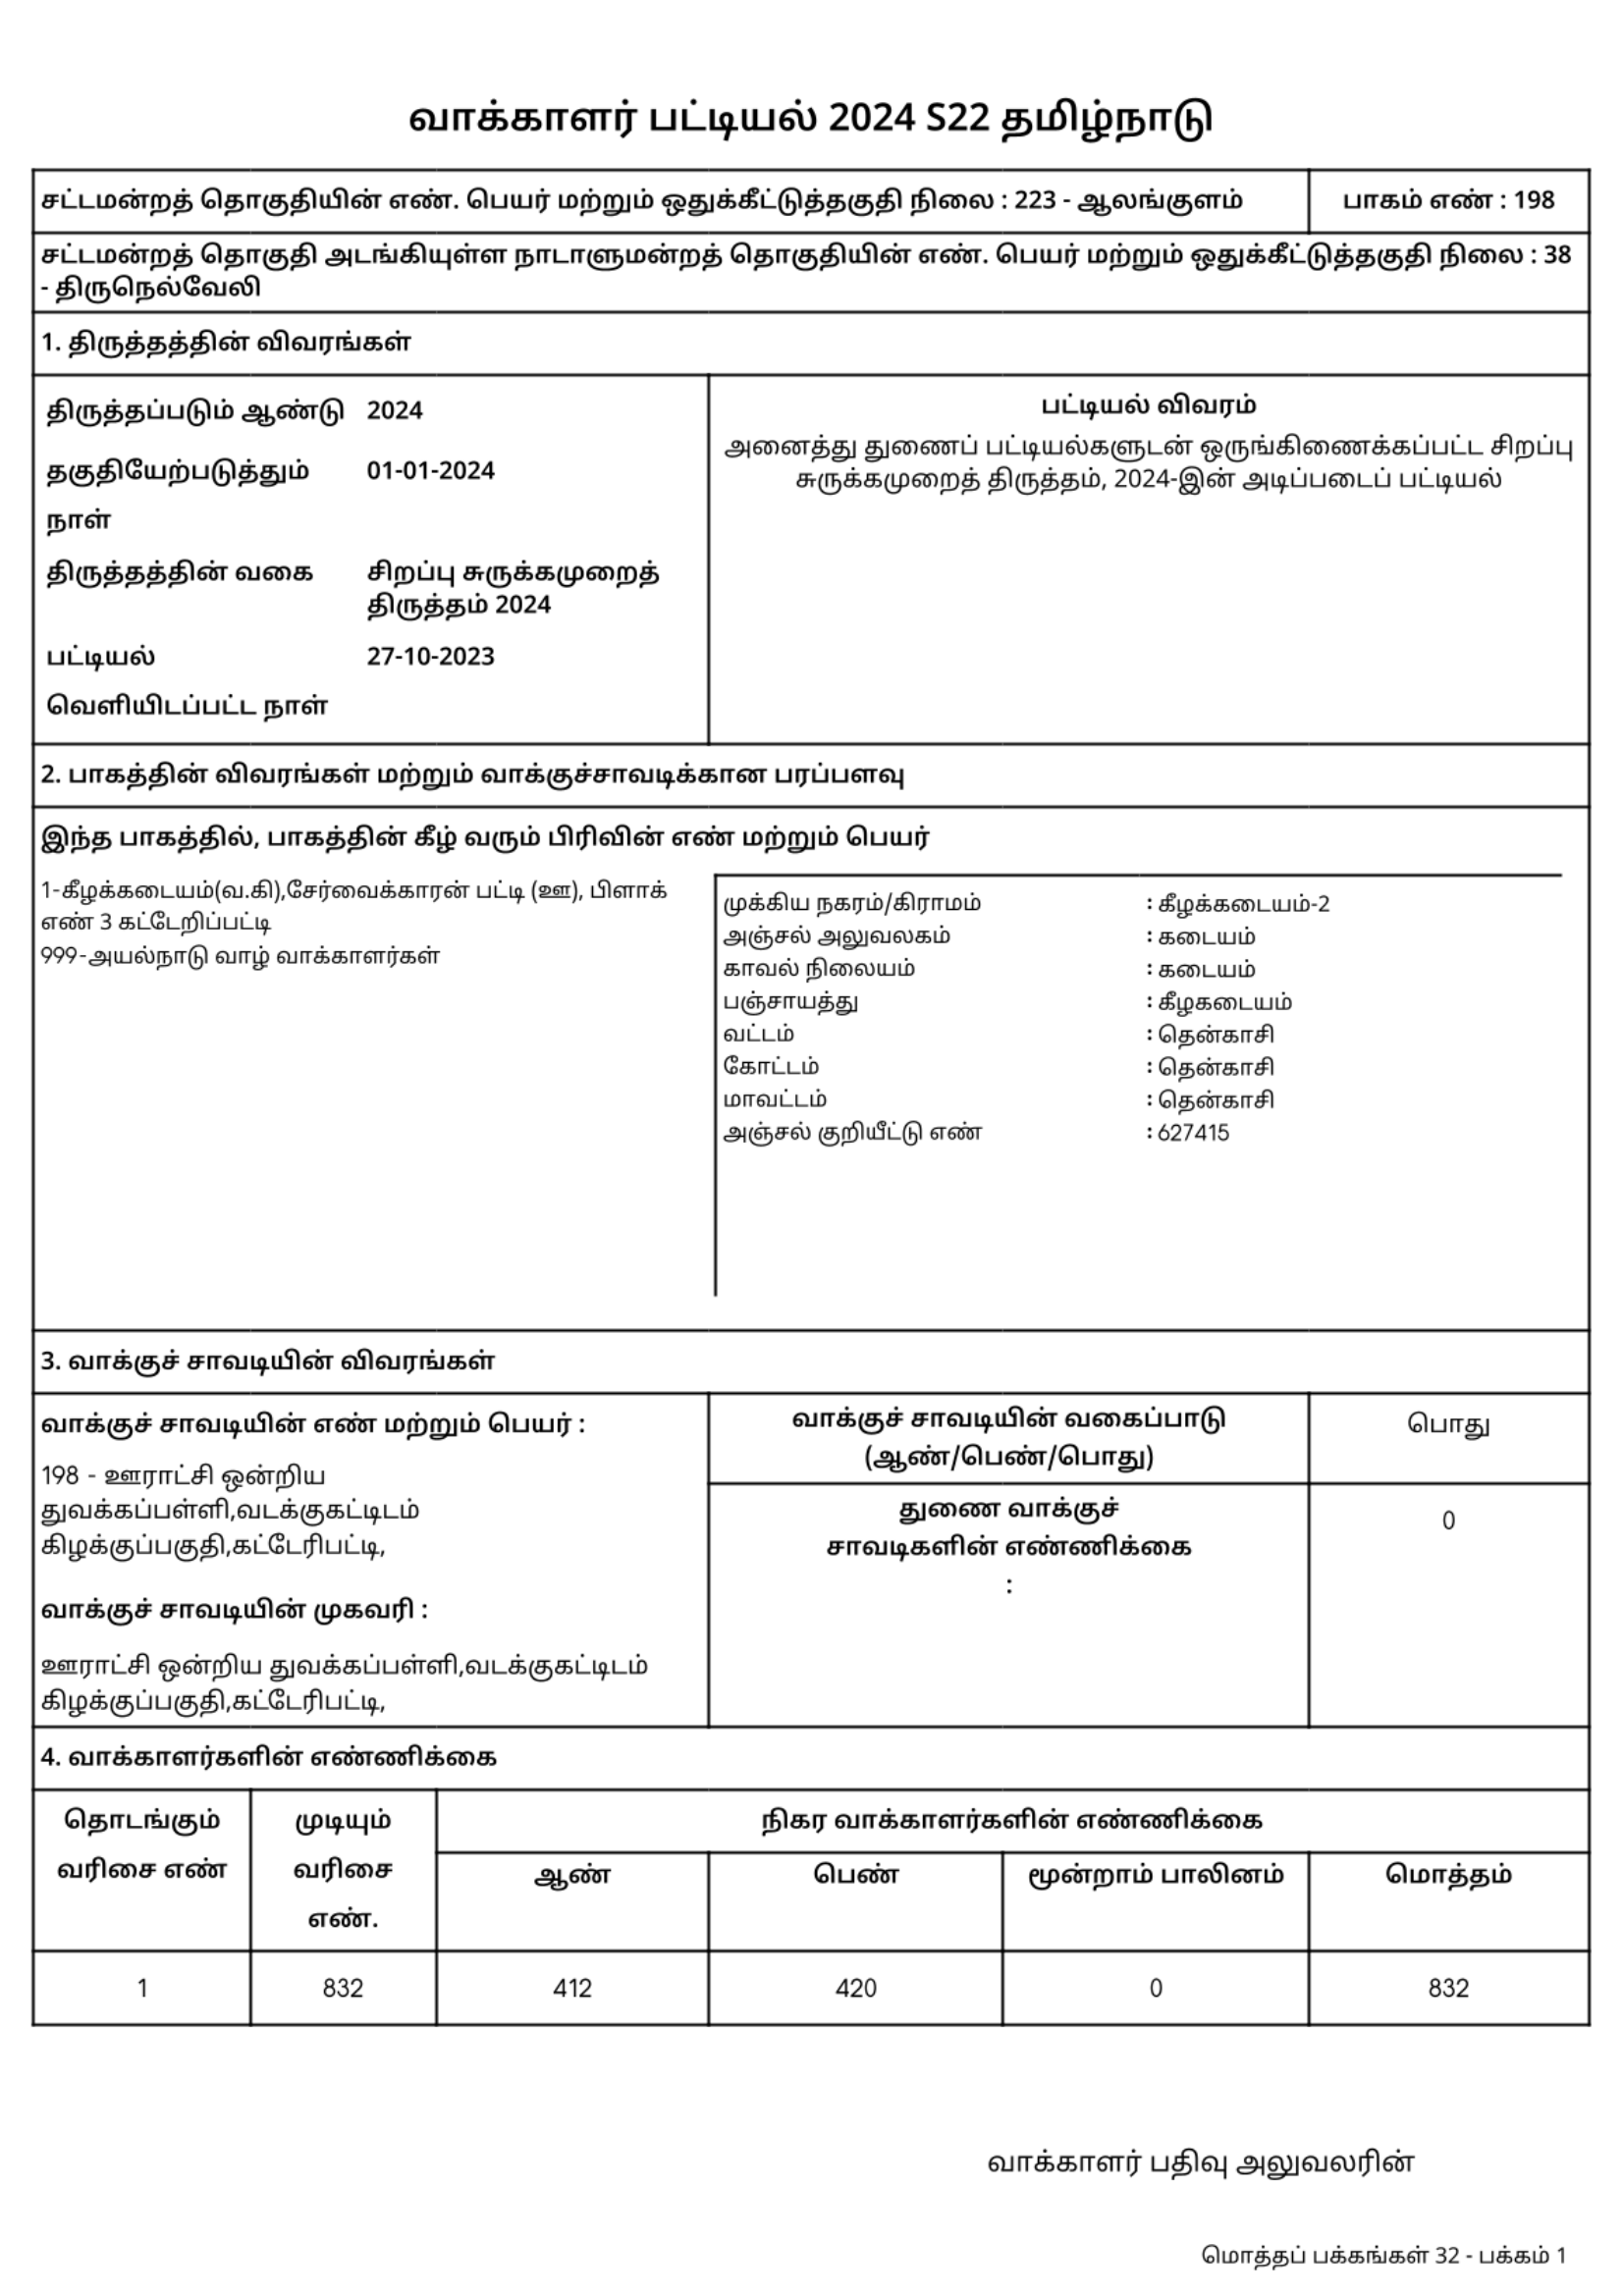 வாக்காளர் பட்டியல் 2024 S22 தமிழ்நாடு
சட்டமன்றத் தொகுதியின் எண். பெயர் மற்றும் ஒதுக்கீட்டுத்தகுதி நிலை : 223 - ஆலங்குளம்
பாகம் எண் : 198
சட்டமன்றத் தொகுதி அடங்கியுள்ள நாடாளுமன்றத் தொகுதியின் எண். பெயர் மற்றும் ஒதுக்கீட்டுத்தகுதி நிலை : 38
- திருநெல்வேலி
1. திருத்தத்தின் விவரங்கள்
திருத்தப்படும் ஆண்டு 2024
தகுதியேற்படுத்தும் 01-01-2024
நாள்
திருத்தத்தின் வகை சிறப்பு சுருக்கமுறைத்
திருத்தம் 2024
பட்டியல் 27-10-2023
வெளியிடப்பட்ட நாள்
பட்டியல் விவரம்
அனைத்து துணைப் பட்டியல்களுடன் ஒருங்கிணைக்கப்பட்ட சிறப்பு
சுருக்கமுறைத் திருத்தம், 2024-இன் அடிப்படைப் பட்டியல்
2. பாகத்தின் விவரங்கள் மற்றும் வாக்குச்சாவடிக்கான பரப்பளவு
இந்த பாகத்தில், பாகத்தின் கீழ் வரும் பிரிவின் எண் மற்றும் பெயர்
1-கீழக்கடையம்(வ.கி),சேர்வைக்காரன் பட்டி (ஊ), பிளாக்
எண் 3 கட்டேறிப்பட்டி
999-அயல்நாடு வாழ் வாக்காளர்கள்
முக்கிய நகரம்/கிராமம் : கீழக்கடையம்-2
அஞ்சல் அலுவலகம் : கடையம்
காவல் நிலையம் : கடையம்
பஞ்சாயத்து : கீழகடையம்
வட்டம் : தென்காசி
கோட்டம் : தென்காசி
மாவட்டம் : தென்காசி
அஞ்சல் குறியீட்டு எண் : 627415
3. வாக்குச் சாவடியின் விவரங்கள்
வாக்குச் சாவடியின் எண் மற்றும் பெயர் :
198 - ஊராட்சி ஒன்றிய
துவக்கப்பள்ளி,வடக்குகட்டிடம்
கிழக்குப்பகுதி,கட்டேரிபட்டி,
வாக்குச் சாவடியின் முகவரி :
ஊராட்சி ஒன்றிய துவக்கப்பள்ளி,வடக்குகட்டிடம்
கிழக்குப்பகுதி,கட்டேரிபட்டி,
வாக்குச் சாவடியின் வகைப்பாடு
(ஆண்/பெண்/பொது)
பொது
துணை வாக்குச்
சாவடிகளின் எண்ணிக்கை
:
0
4. வாக்காளர்களின் எண்ணிக்கை
தொடங்கும்
வரிசை எண்
முடியும்
வரிசை
எண்.
நிகர வாக்காளர்களின் எண்ணிக்கை
ஆண் பெண் மூன்றாம் பாலினம் மொத்தம்
1 832 412 420 0 832
வாக்காளர் பதிவு அலுவலரின்
மொத்தப் பக்கங்கள் 32 - பக்கம் 1